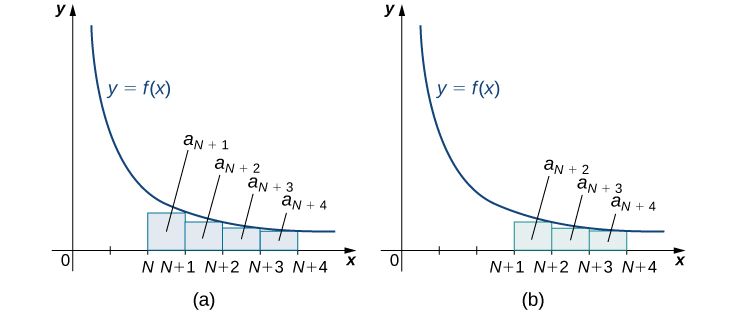 y
y = f(x)
a_{N + 1}
a_{N + 2}
a_{N + 3}
a_{N + 4}
0
N N+1 N+2 N+3 N+4
x
(a)
y
y = f(x)
a_{N + 2}
a_{N + 3}
a_{N + 4}
0
N+1 N+2 N+3 N+4
x
(b)